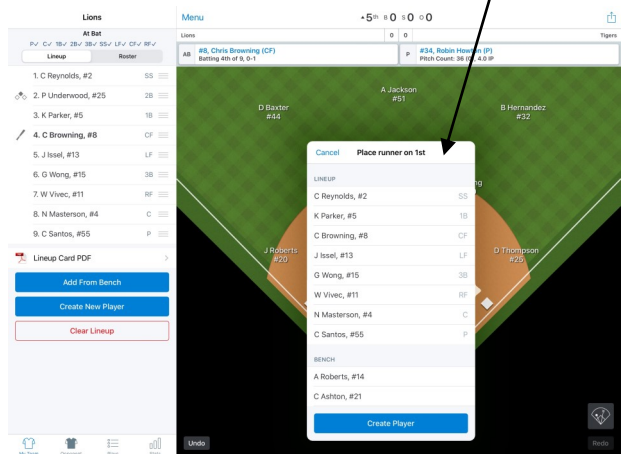 Lions
Menu
▲5th B 0 S 0 O 0
At Bat
P✓ C✓ 1B✓ 2B✓ 3B✓ SS✓ LF✓ CF✓ RF✓
Lineup Roster
Lions 0 0 Tigers
AB #8, Chris Browning (CF)
Batting 4th of 9, 0-1
P #34, Robin Howton (P)
Pitch Count: 36 (0), 4.0 IP
1. C Reynolds, #2 SS
2. P Underwood, #25 2B
3. K Parker, #5 1B
4. C Browning, #8 CF
5. J Issel, #13 LF
6. G Wong, #15 3B
7. W Vivec, #11 RF
8. N Masterson, #4 C
9. C Santos, #55 P
Lineup Card PDF
Add From Bench
Create New Player
Clear Lineup
A Jackson
#51
D Baxter
#44
B Hernandez
#32
J Roberts
#20
D Thompson
#25
Cancel Place runner on 1st
LINEUP
C Reynolds, #2 SS
K Parker, #5 1B
C Browning, #8 CF
J Issel, #13 LF
G Wong, #15 3B
W Vivec, #11 RF
N Masterson, #4 C
C Santos, #55 P
BENCH
A Roberts, #14
C Ashton, #21
Create Player
Undo
Redo